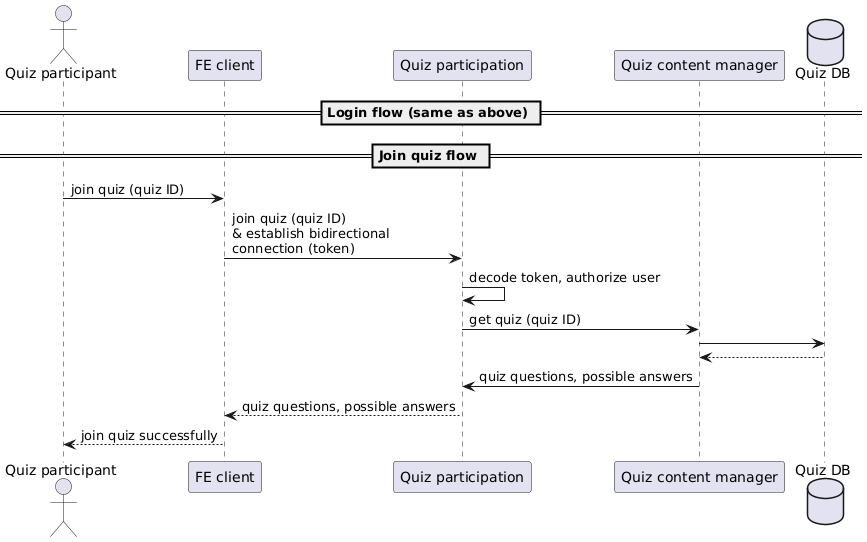 Quiz participant
FE client
Quiz participation
Quiz content manager
Quiz DB
Login flow (same as above)
Join quiz flow
join quiz (quiz ID)
join quiz (quiz ID)
& establish bidirectional
connection (token)
decode token, authorize user
get quiz (quiz ID)
quiz questions, possible answers
quiz questions, possible answers
join quiz successfully
Quiz participant
FE client
Quiz participation
Quiz content manager
Quiz DB